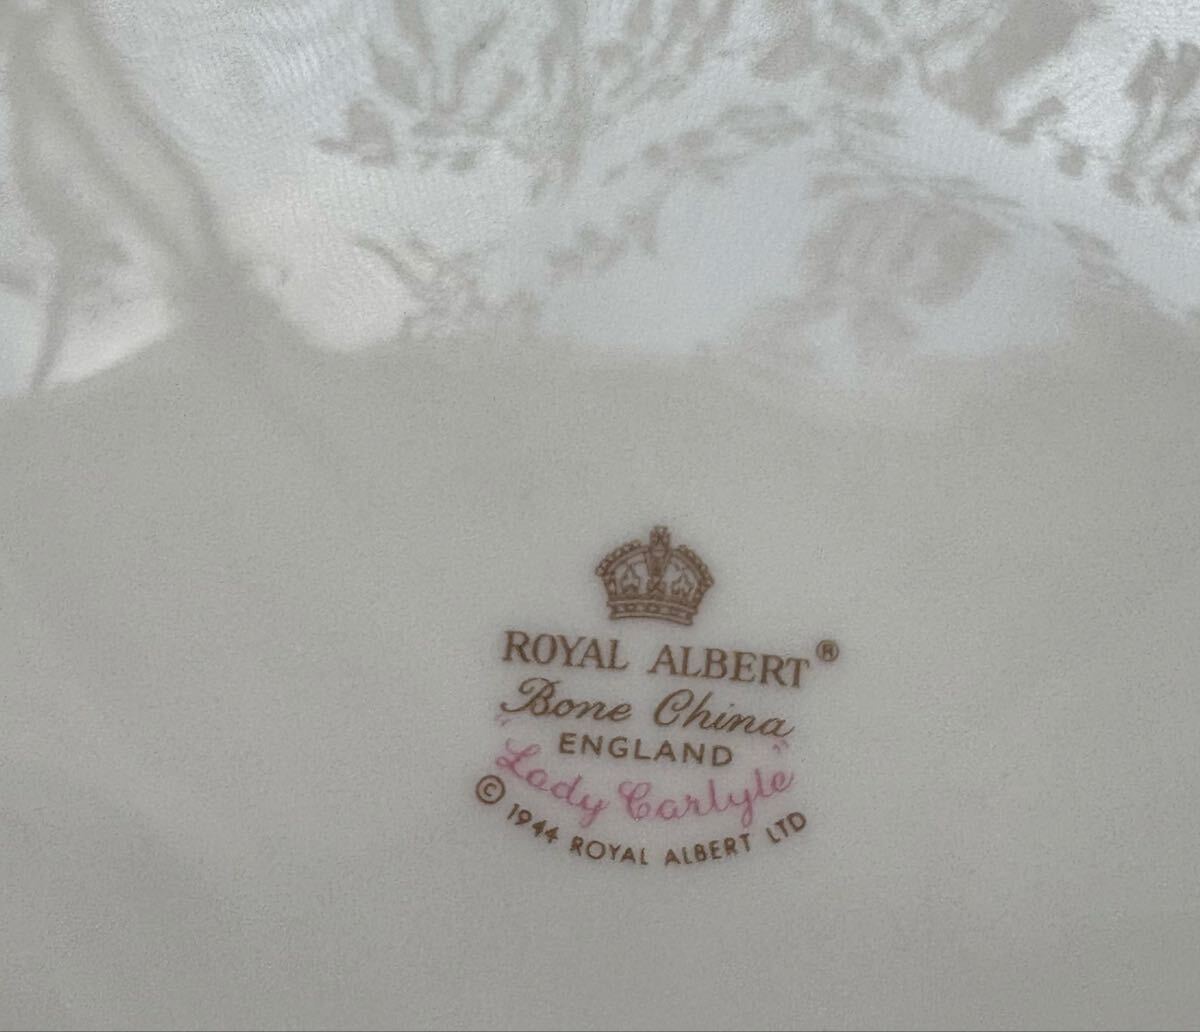 ROYAL ALBERT®
Bone China
ENGLAND
"Lady Carlyle"
© 1944 ROYAL ALBERT LTD